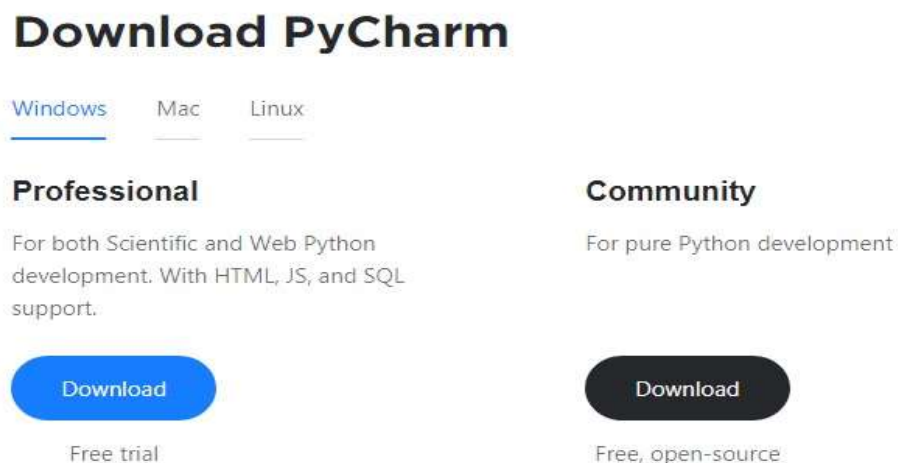 Download PyCharm
Windows Mac Linux
Professional
For both Scientific and Web Python
development. With HTML, JS, and SQL
support.
Download
Free trial
Community
For pure Python development
Download
Free, open-source